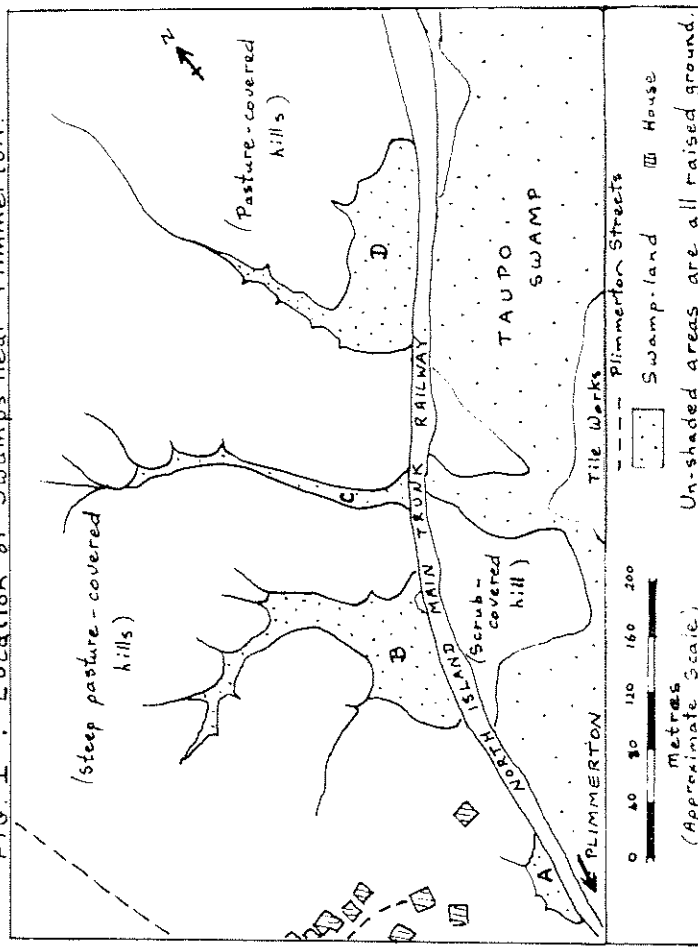 FIG. 1. Location of Swamps near Plimmerton.
(Steep pasture-covered
hills)
(Pasture-covered
hills)
N
A
B
C
D
NORTH ISLAND MAIN TRUNK RAILWAY
(Scrub-
covered
hill)
TAUPO
SWAMP
PLIMMERTON
Tile Works
0 40 80 120 160 200
Metres
(Approximate Scale)
Plimmerton Streets
Swamp-land
House
Un-shaded areas are all raised ground.